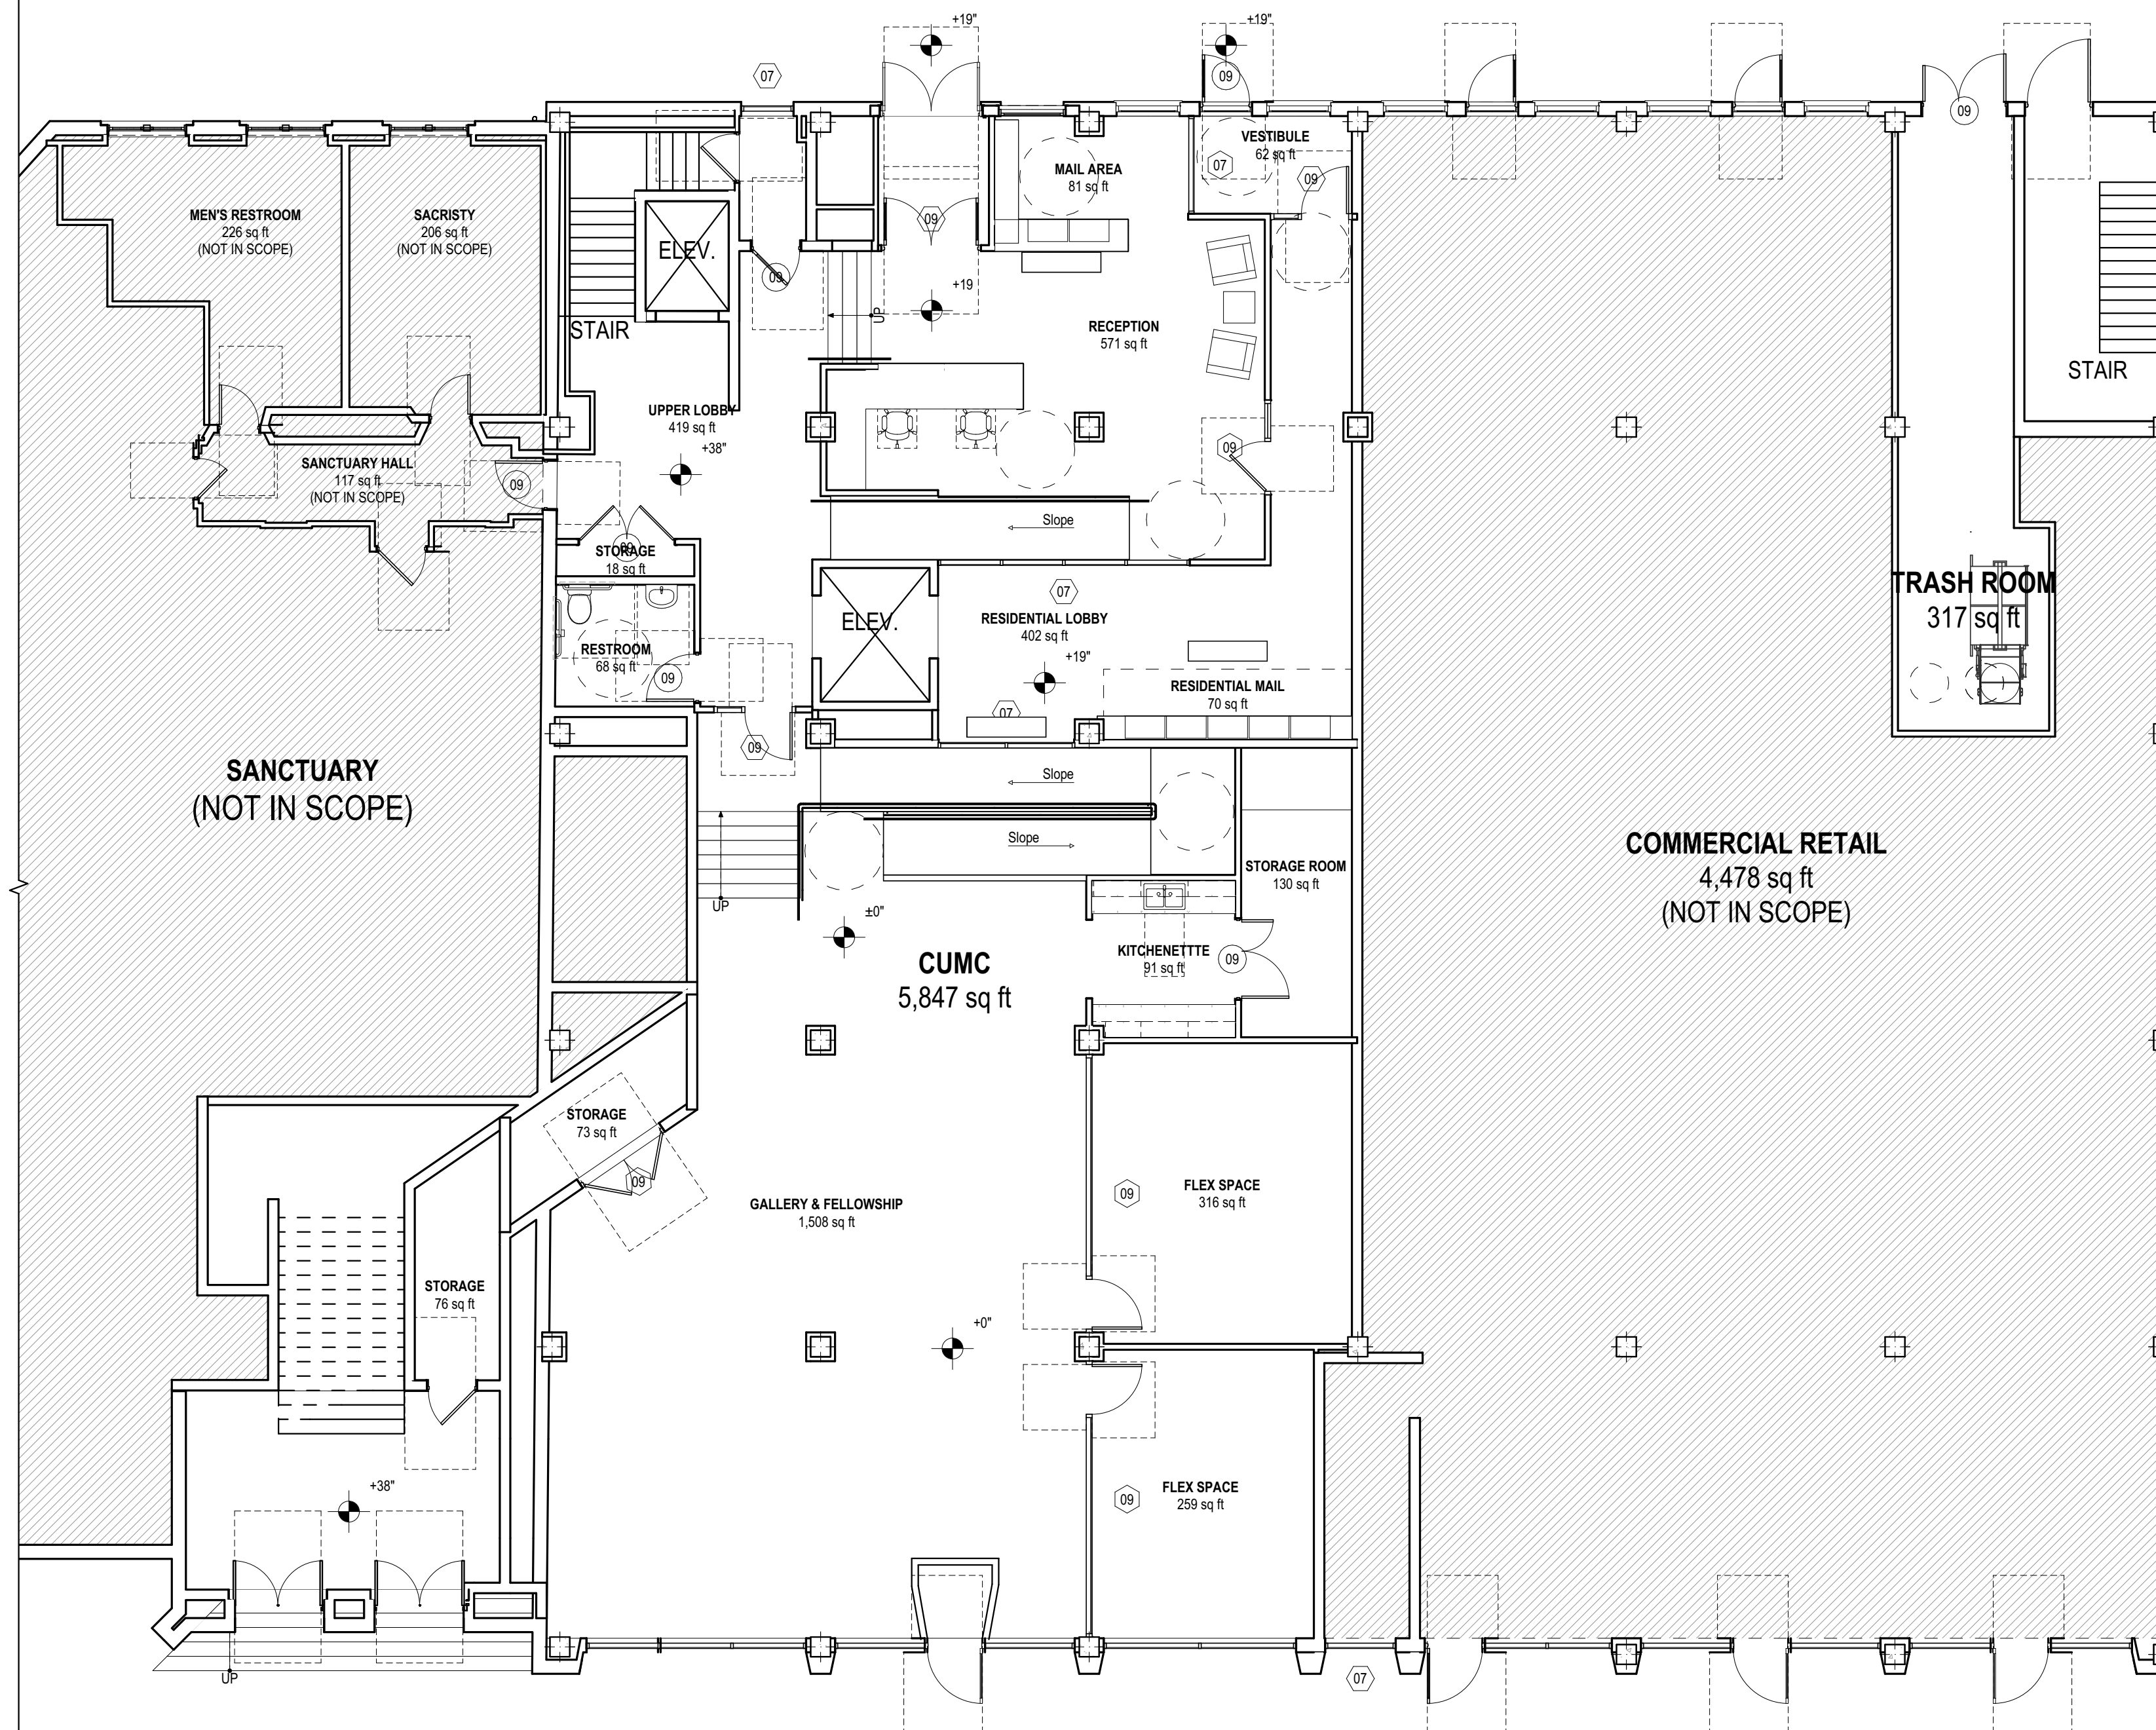 +19"
+19"
07
09
09
VESTIBULE
62 sq ft
07
09
MAIL AREA
81 sq ft
MEN'S RESTROOM
226 sq ft
(NOT IN SCOPE)
SACRISTY
206 sq ft
(NOT IN SCOPE)
09
ELEV.
09
+19
UP
RECEPTION
571 sq ft
STAIR
STAIR
UPPER LOBBY
419 sq ft
+38"
09
SANCTUARY HALL
117 sq ft
(NOT IN SCOPE)
09
Slope
STORAGE
18 sq ft
09
TRASH ROOM
317 sq ft
07
RESIDENTIAL LOBBY
402 sq ft
+19"
ELEV.
RESTROOM
68 sq ft
09
RESIDENTIAL MAIL
70 sq ft
07
09
SANCTUARY
(NOT IN SCOPE)
Slope
Slope
COMMERCIAL RETAIL
4,478 sq ft
(NOT IN SCOPE)
STORAGE ROOM
130 sq ft
UP
±0"
KITCHENETTTE
91 sq ft
09
CUMC
5,847 sq ft
STORAGE
73 sq ft
09
GALLERY & FELLOWSHIP
1,508 sq ft
09
FLEX SPACE
316 sq ft
STORAGE
76 sq ft
+0"
+38"
09
FLEX SPACE
259 sq ft
UP
07